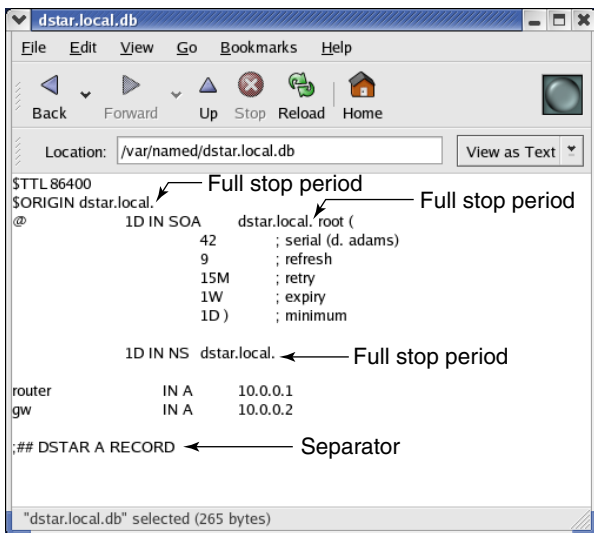 dstar.local.db
File Edit View Go Bookmarks Help
Back Forward Up Stop Reload Home
Location: /var/named/dstar.local.db View as Text
$TTL 86400
Full stop period
$ORIGIN dstar.local.
Full stop period
@ 1D IN SOA dstar.local. root (
42 ; serial (d. adams)
9 ; refresh
15M ; retry
1W ; expiry
1D ) ; minimum
1D IN NS dstar.local. Full stop period
router IN A 10.0.0.1
gw IN A 10.0.0.2
;## DSTAR A RECORD Separator
"dstar.local.db" selected (265 bytes)